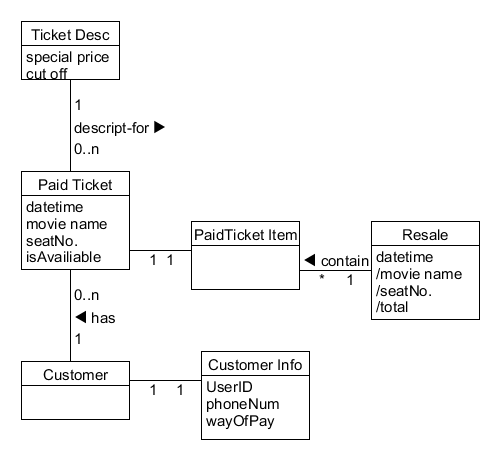 Ticket Desc
special price
cut off
1
descript-for ▶
0..n
Paid Ticket
datetime
movie name
seatNo.
isAvailiable
1 1
PaidTicket Item
◀ contain
* 1
Resale
datetime
/movie name
/seatNo.
/total
0..n
◀ has
1
Customer
1 1
Customer Info
UserID
phoneNum
wayOfPay